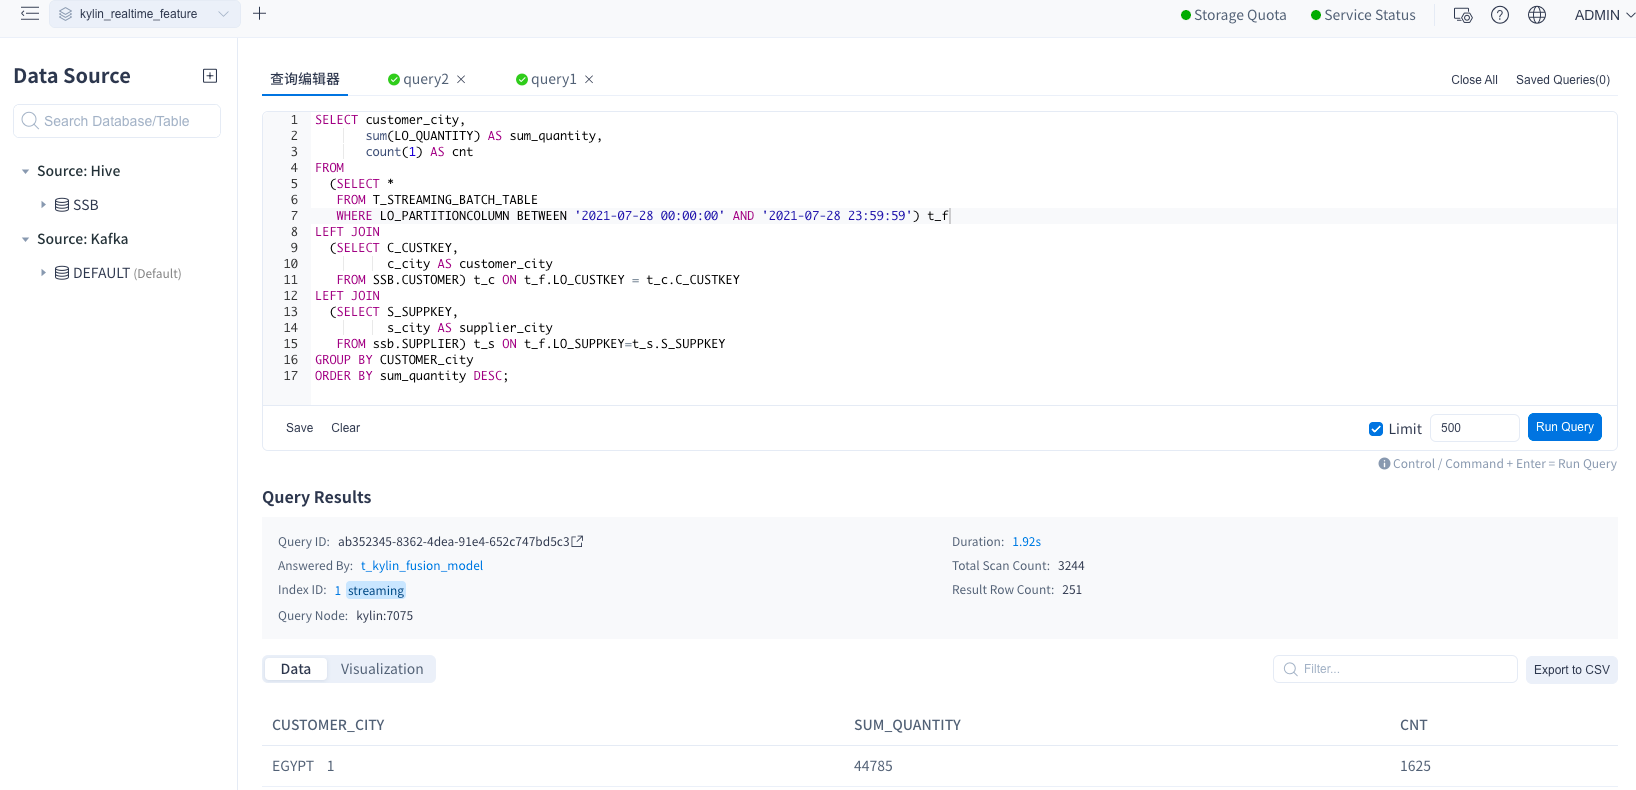 kylin_realtime_feature
Storage Quota
Service Status
ADMIN
Data Source
Search Database/Table
Source: Hive
SSB
Source: Kafka
DEFAULT (Default)
查询编辑器
query2
query1
Close All
Saved Queries(0)
1 SELECT customer_city,
2 sum(LO_QUANTITY) AS sum_quantity,
3 count(1) AS cnt
4 FROM
5 (SELECT *
6 FROM T_STREAMING_BATCH_TABLE
7 WHERE LO_PARTITIONCOLUMN BETWEEN '2021-07-28 00:00:00' AND '2021-07-28 23:59:59') t_f
8 LEFT JOIN
9 (SELECT C_CUSTKEY,
10 c_city AS customer_city
11 FROM SSB.CUSTOMER) t_c ON t_f.LO_CUSTKEY = t_c.C_CUSTKEY
12 LEFT JOIN
13 (SELECT S_SUPPKEY,
14 s_city AS supplier_city
15 FROM ssb.SUPPLIER) t_s ON t_f.LO_SUPPKEY=t_s.S_SUPPKEY
16 GROUP BY CUSTOMER_city
17 ORDER BY sum_quantity DESC;
Save Clear
Limit 500 Run Query
Control / Command + Enter = Run Query
Query Results
Query ID: ab352345-8362-4dea-91e4-652c747bd5c3
Answered By: t_kylin_fusion_model
Index ID: 1 streaming
Query Node: kylin:7075
Duration: 1.92s
Total Scan Count: 3244
Result Row Count: 251
Data Visualization
Filter...
Export to CSV
CUSTOMER_CITY SUM_QUANTITY CNT
EGYPT 1 44785 1625